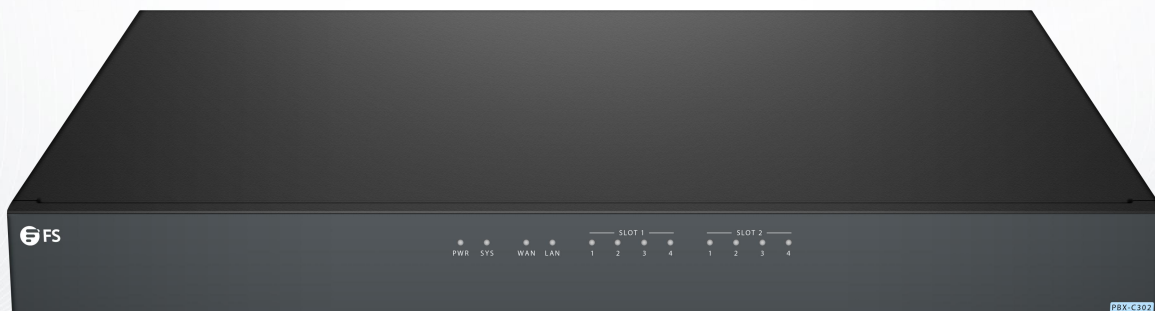 FS
SLOT 1 SLOT 2
PWR SYS WAN LAN 1 2 3 4 1 2 3 4
PBX-C302